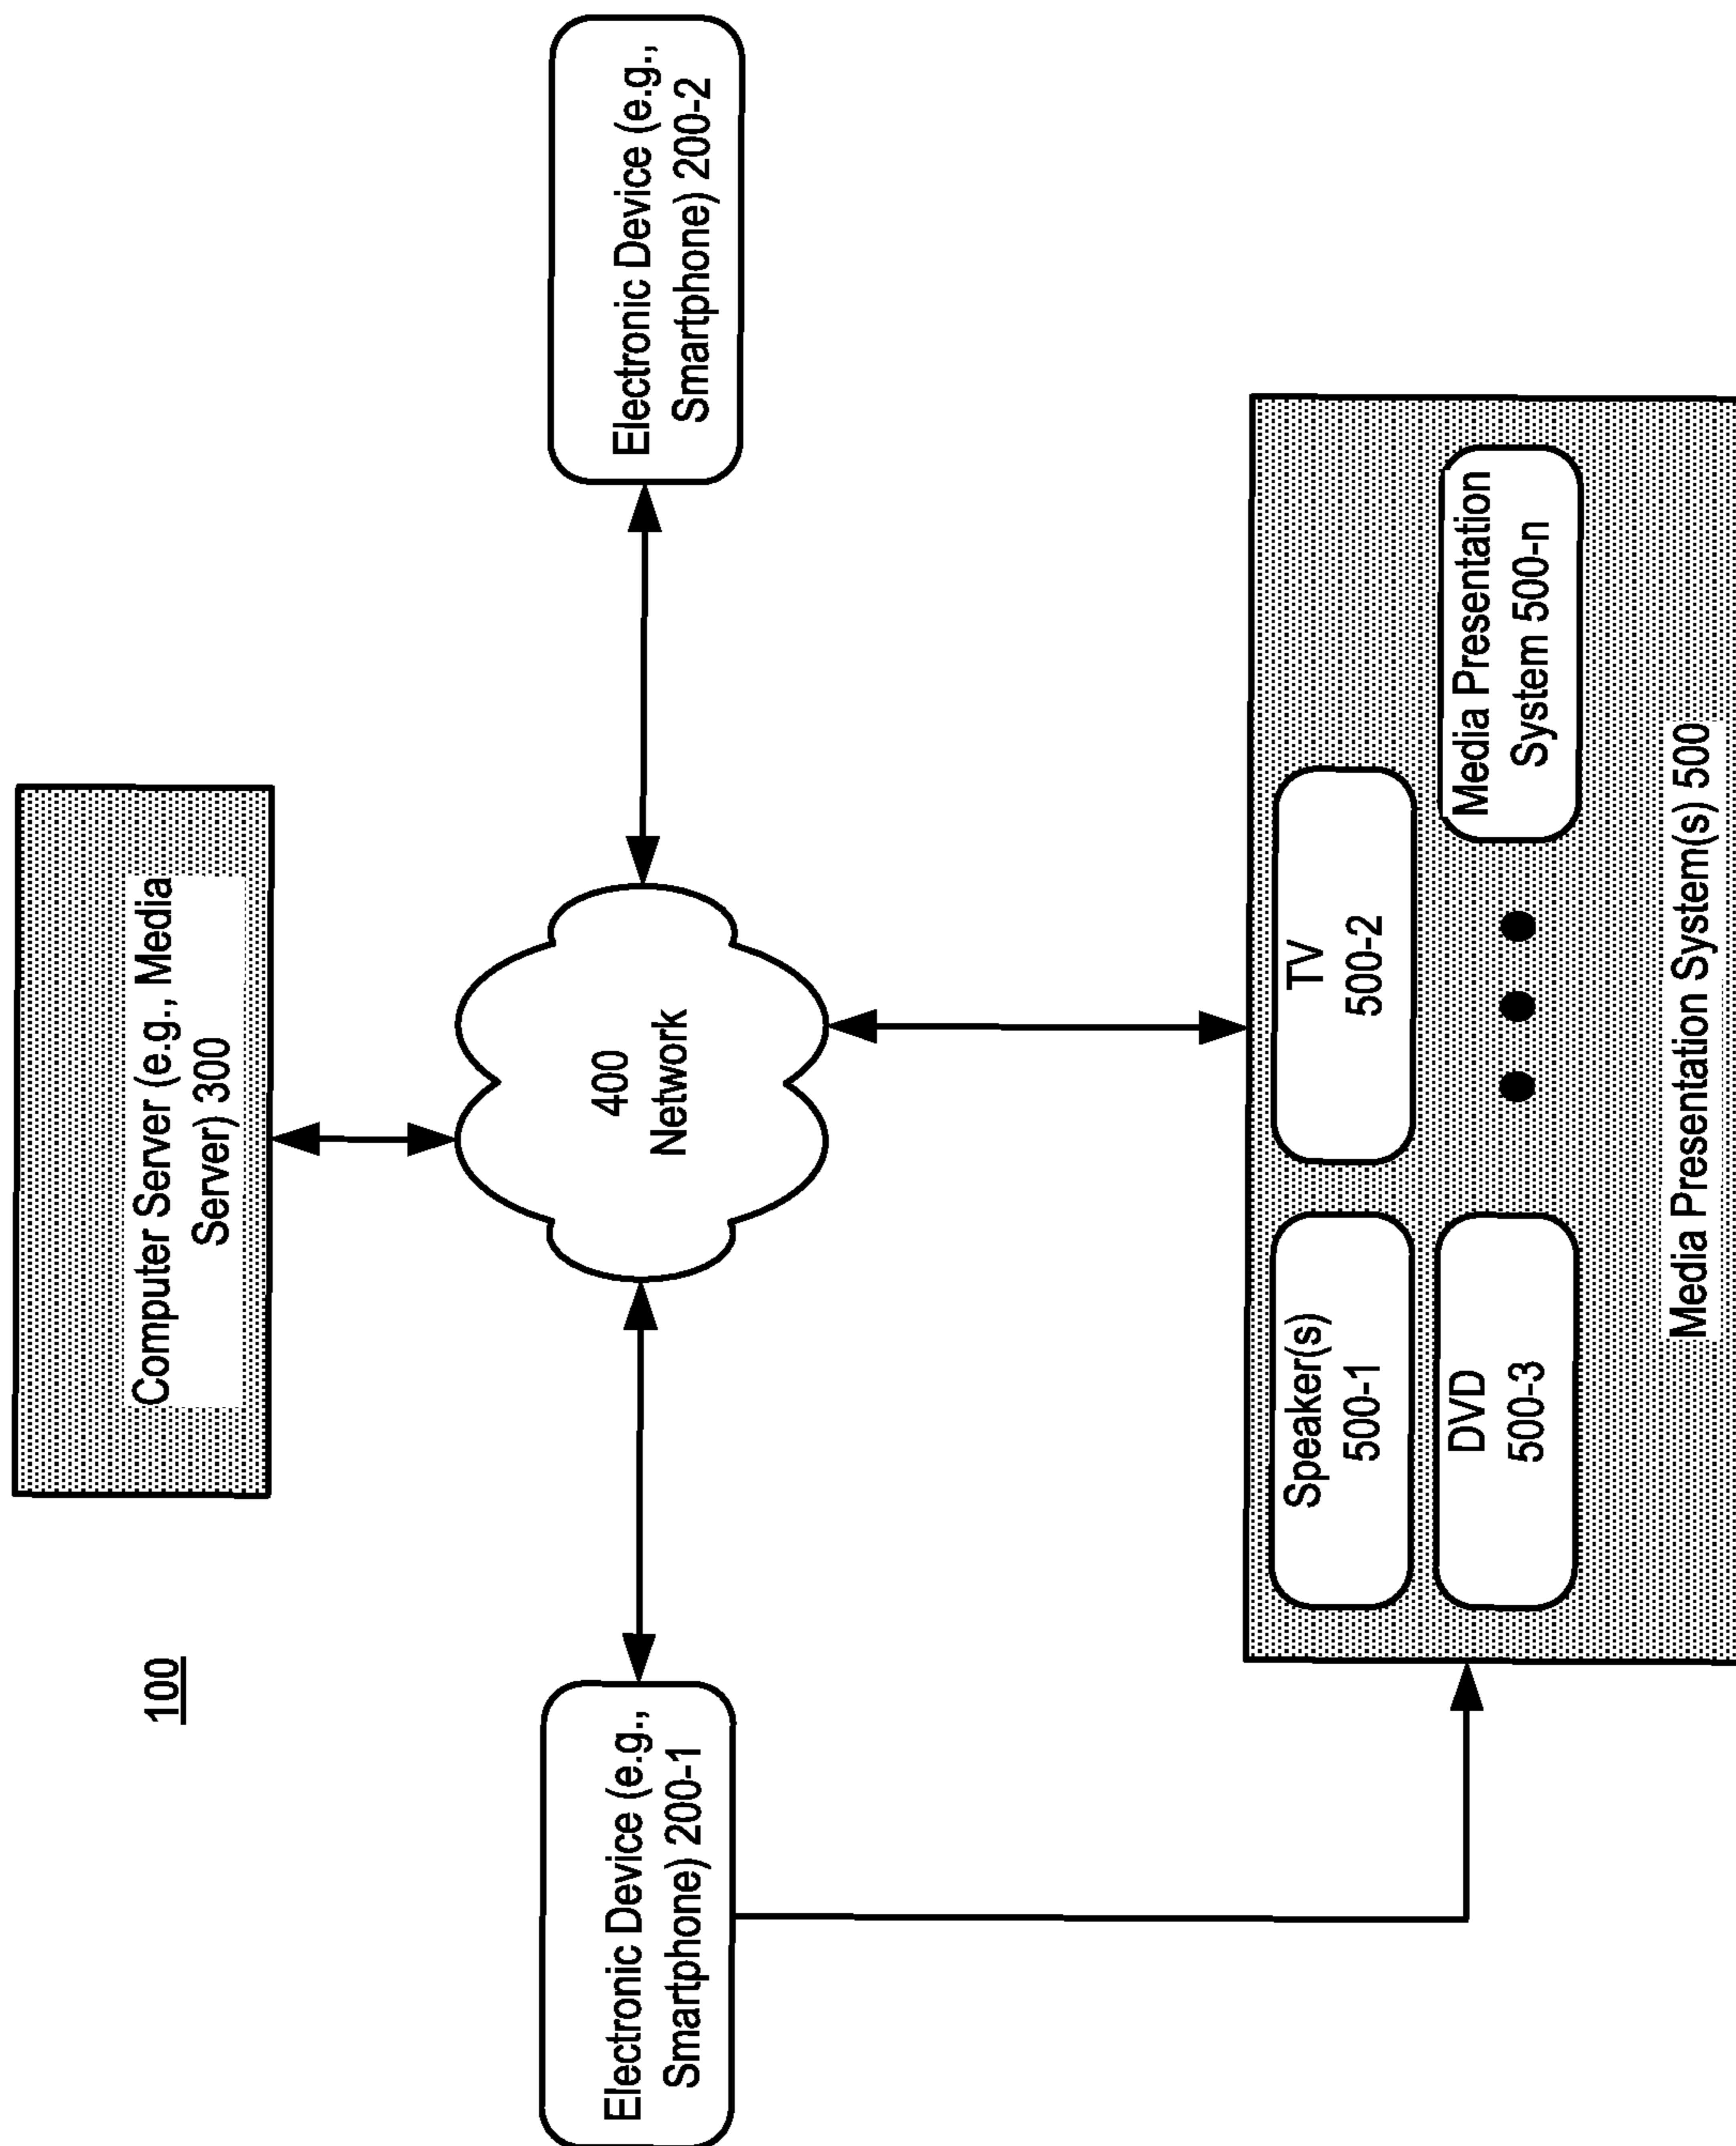 100
Computer Server (e.g., Media
Server) 300
Electronic Device (e.g.,
Smartphone) 200-1
400
Network
Electronic Device (e.g.,
Smartphone) 200-2
Speaker(s)
500-1
TV
500-2
DVD
500-3
Media Presentation
System 500-n
Media Presentation System(s) 500